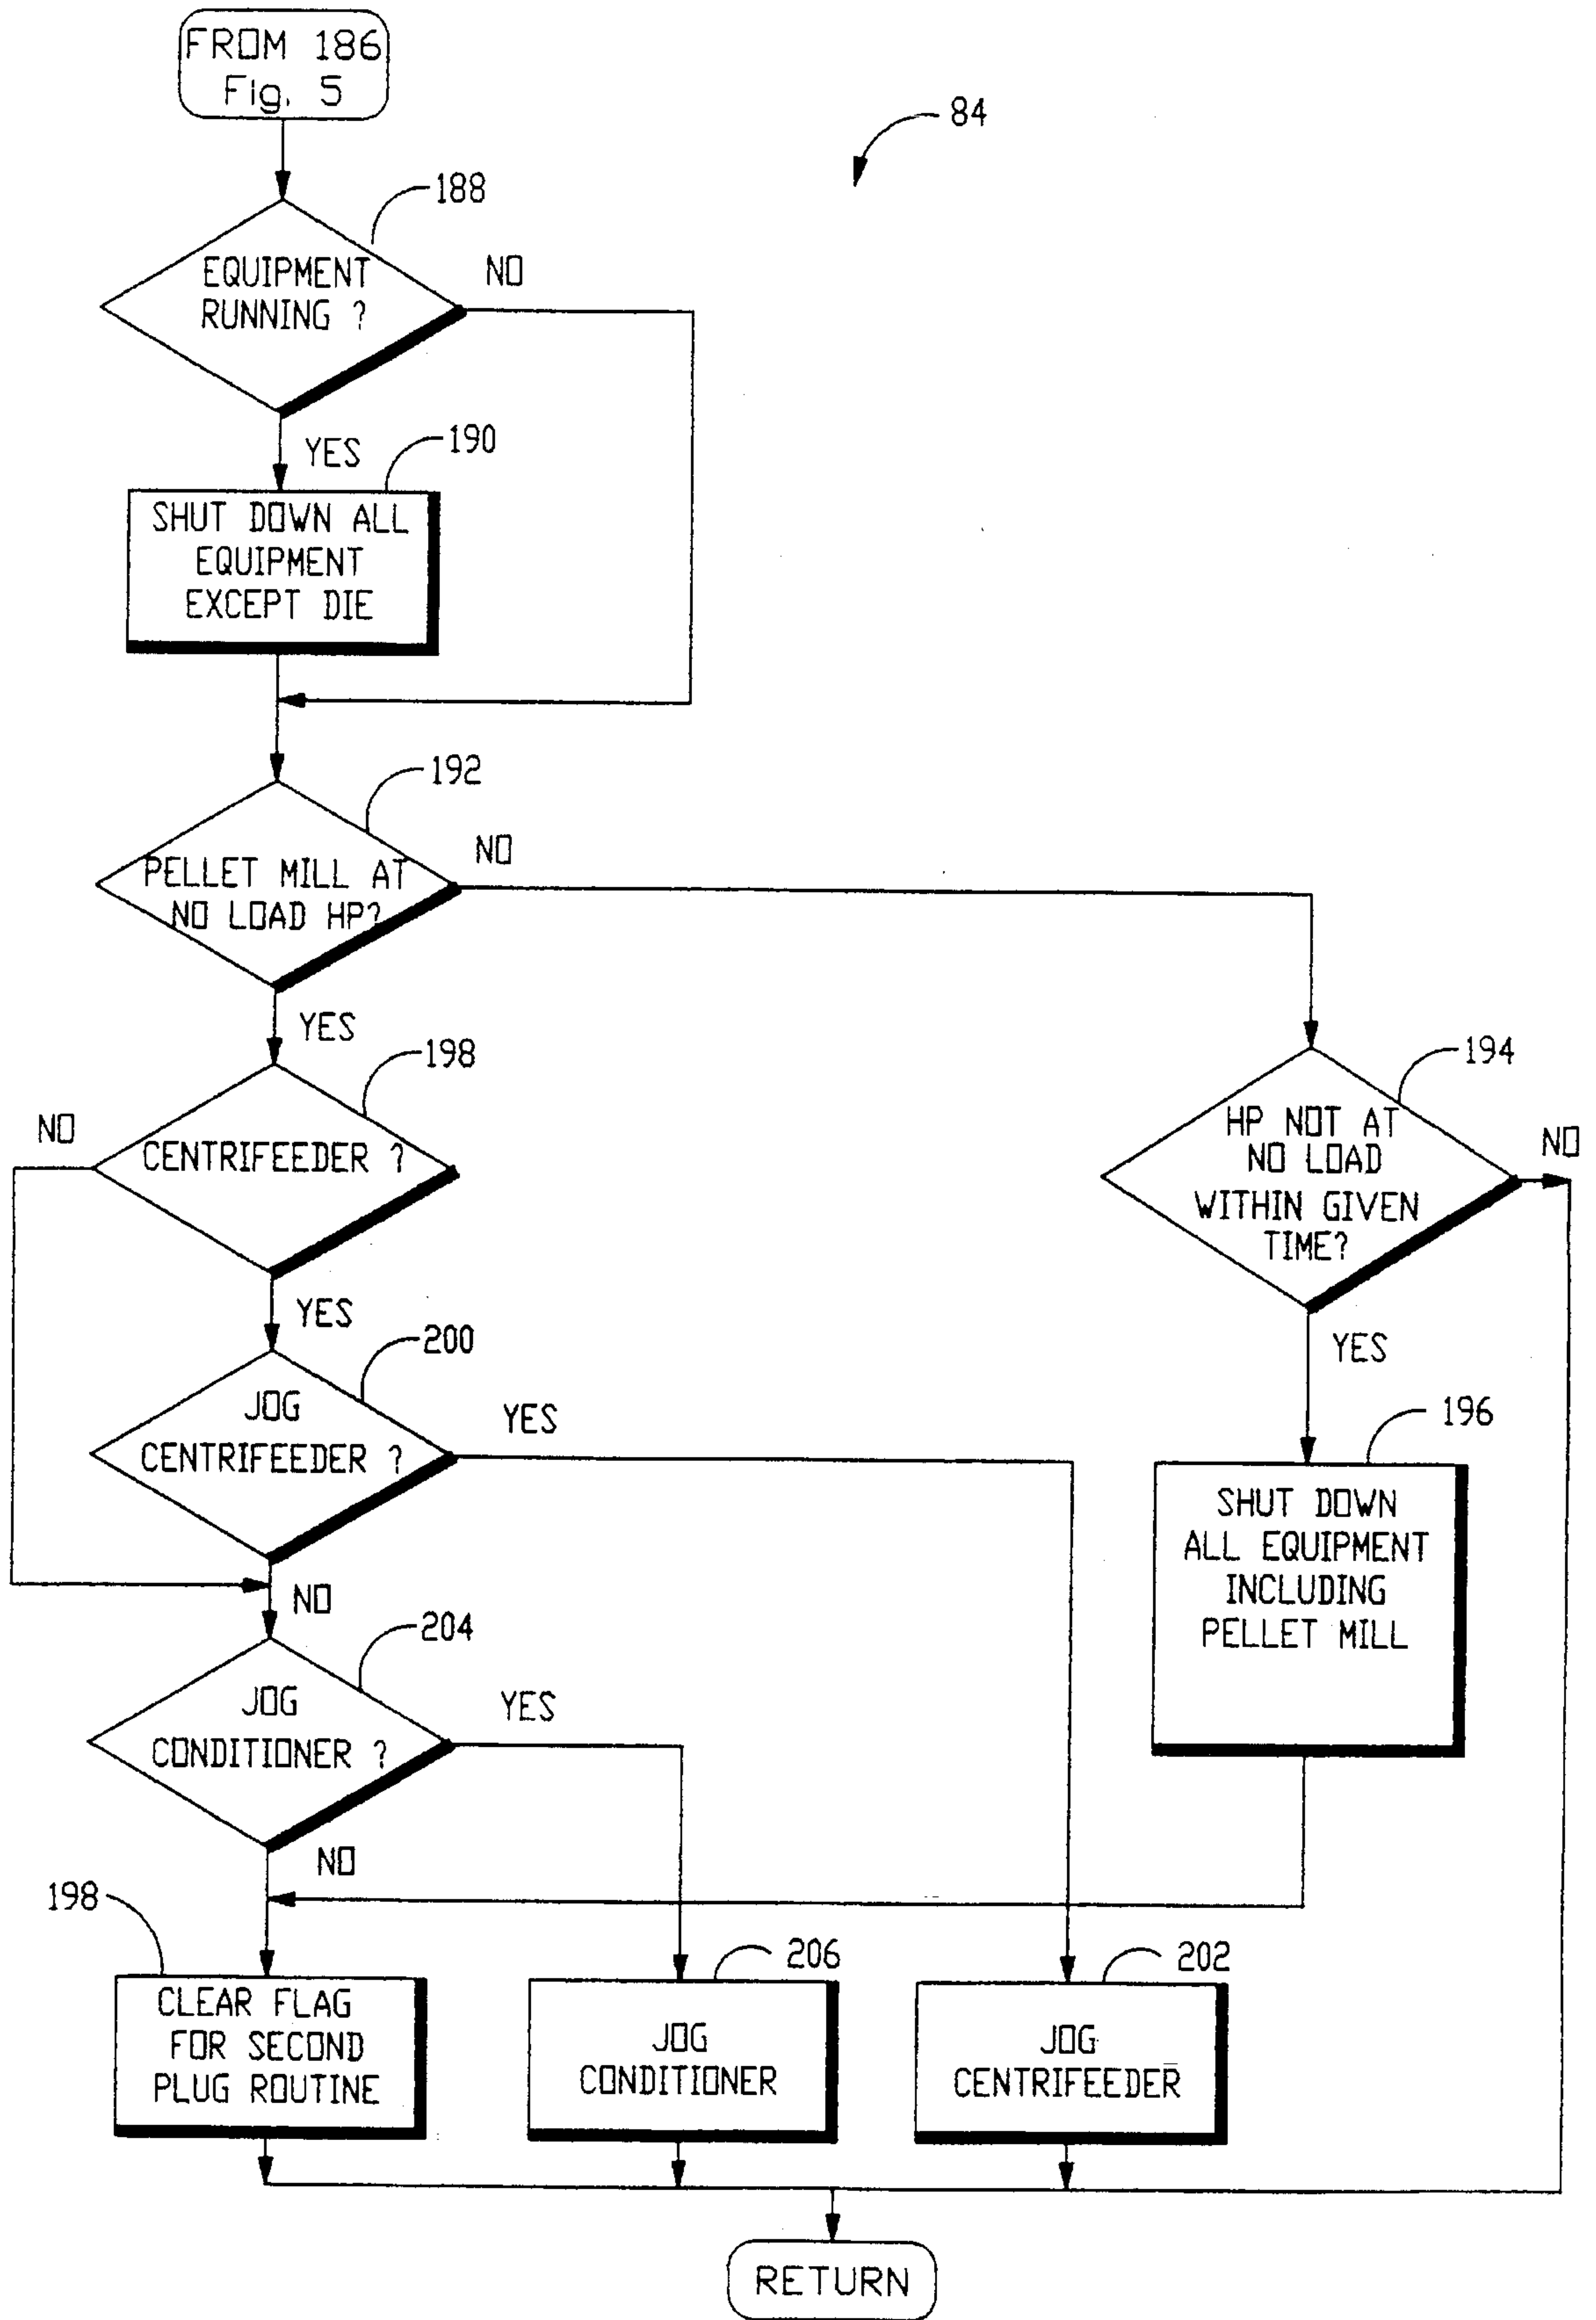 FROM 186
Fig. 5
84
188
EQUIPMENT
RUNNING ?
NO
YES
190
SHUT DOWN ALL
EQUIPMENT
EXCEPT DIE
192
PELLET MILL AT
NO LOAD HP?
NO
YES
198
CENTRIFEEDER ?
NO
YES
194
HP NOT AT
NO LOAD
WITHIN GIVEN
TIME?
NO
YES
200
JOG
CENTRIFEEDER ?
YES
NO
196
SHUT DOWN
ALL EQUIPMENT
INCLUDING
PELLET MILL
204
JOG
CONDITIONER ?
YES
NO
198
CLEAR FLAG
FOR SECOND
PLUG ROUTINE
206
JOG
CONDITIONER
202
JOG
CENTRIFEEDER
RETURN